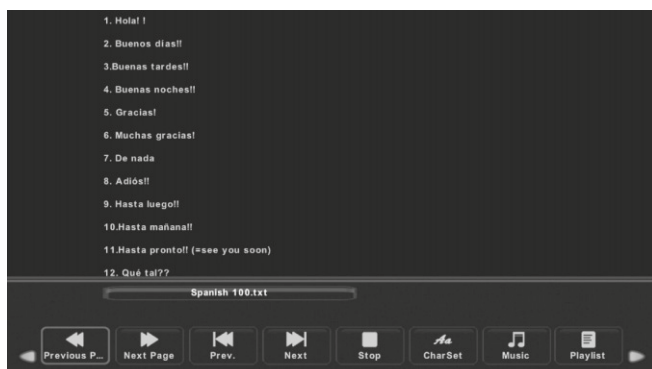 1. Hola! !
2. Buenos días!!
3.Buenas tardes!!
4. Buenas noches!!
5. Gracias!
6. Muchas gracias!
7. De nada
8. Adiós!!
9. Hasta luego!!
10.Hasta mañana!!
11.Hasta pronto!! (=see you soon)
12. Qué tal??
Spanish 100.txt
Previous P... Next Page Prev. Next Stop Aa CharSet Music Playlist